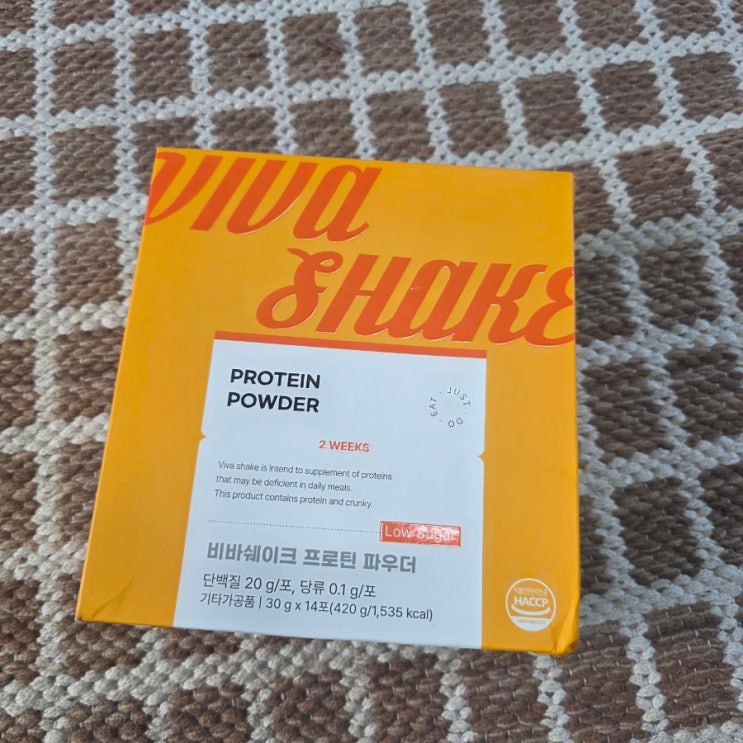 VIVA
SHAKE
PROTEIN
POWDER
EAT · JUST · DO ·
2 WEEKS
Viva shake is intend to supplement of proteins
that may be deficient in daily meals.
This product contains protein and crunky.
Low Sugar
비바쉐이크 프로틴 파우더
단백질 20 g/포, 당류 0.1 g/포
기타가공품 | 30 g x 14포(420 g/1,535 kcal)
HACCP